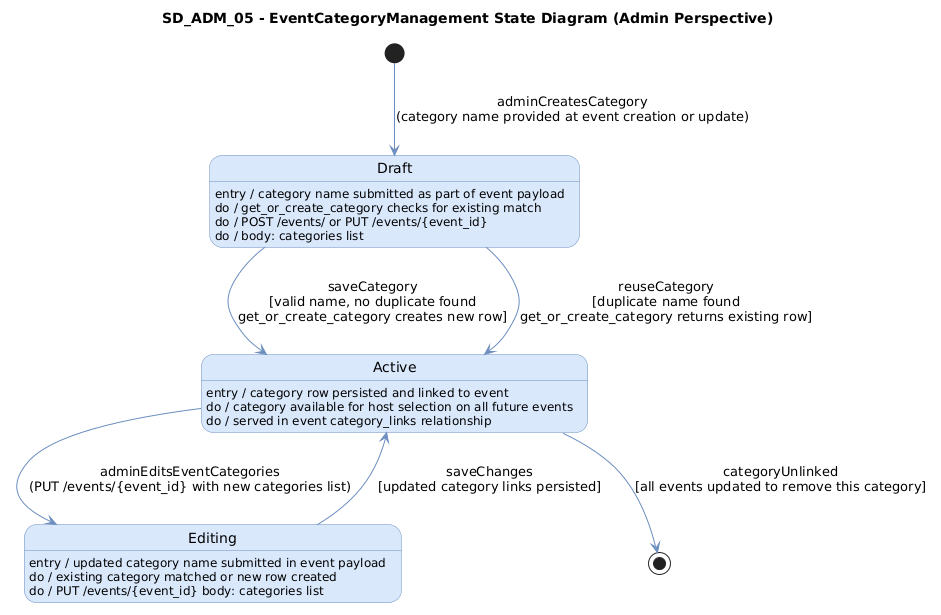 SD_ADM_05 - EventCategoryManagement State Diagram (Admin Perspective)
adminCreatesCategory
(category name provided at event creation or update)
Draft
entry / category name submitted as part of event payload
do / get_or_create_category checks for existing match
do / POST /events/ or PUT /events/{event_id}
do / body: categories list
saveCategory
[valid name, no duplicate found
get_or_create_category creates new row]
reuseCategory
[duplicate name found
get_or_create_category returns existing row]
Active
entry / category row persisted and linked to event
do / category available for host selection on all future events
do / served in event category_links relationship
adminEditsEventCategories
(PUT /events/{event_id} with new categories list)
saveChanges
[updated category links persisted]
categoryUnlinked
[all events updated to remove this category]
Editing
entry / updated category name submitted in event payload
do / existing category matched or new row created
do / PUT /events/{event_id} body: categories list